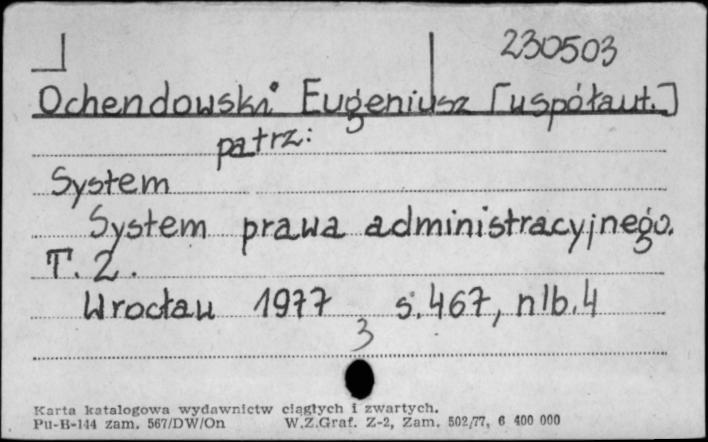 230503
Ochendowski Eugeniusz [współaut.]
patrz:
System
System prawa administracyjnego.
T. 2.
Wrocław 1977 s. 467, nlb. 4
3
Karta katalogowa wydawnictw ciągłych i zwartych.
Pu-B-144 zam. 567/DW/On W.Z.Graf. Z-2, Zam. 502/77, 6 400 000